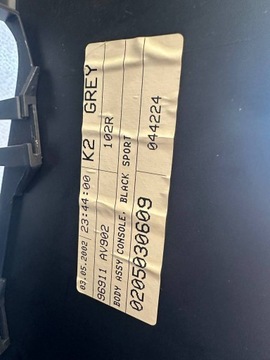 03.05.2002 23:44:00 K2 GREY
96911 AV902 102R
BODY ASSY CONSOLE, BLACK SPORT
0205030609 044224